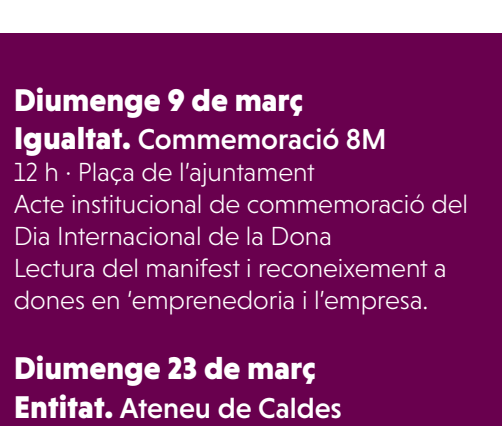 Diumenge 9 de març
Igualtat. Commemoració 8M
12 h · Plaça de l’ajuntament
Acte institucional de commemoració del
Dia Internacional de la Dona
Lectura del manifest i reconeixement a
dones en ’emprenedoria i l’empresa.
Diumenge 23 de març
Entitat. Ateneu de Caldes